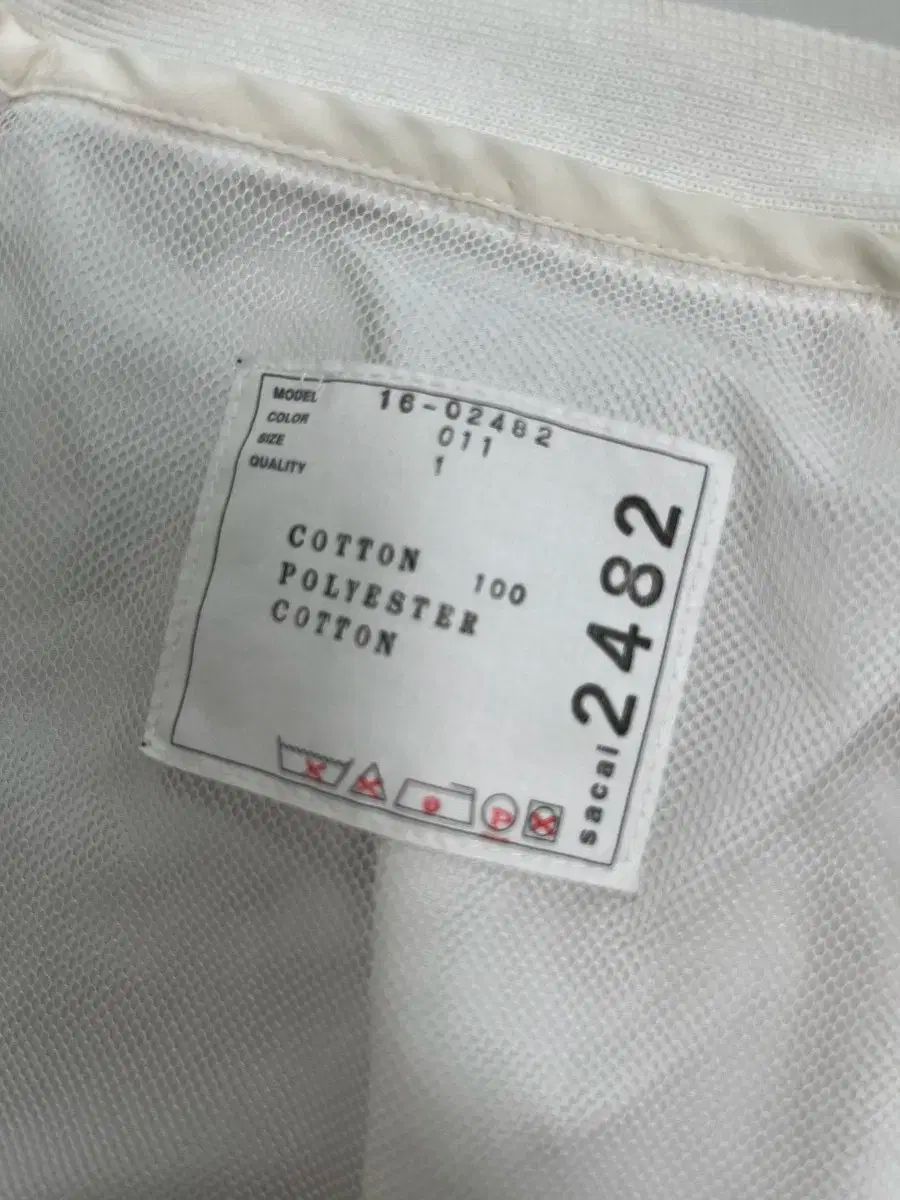 MODEL 16-02482
COLOR 011
SIZE 1
QUALITY
COTTON 100
POLYESTER
COTTON
sacai 2482
P